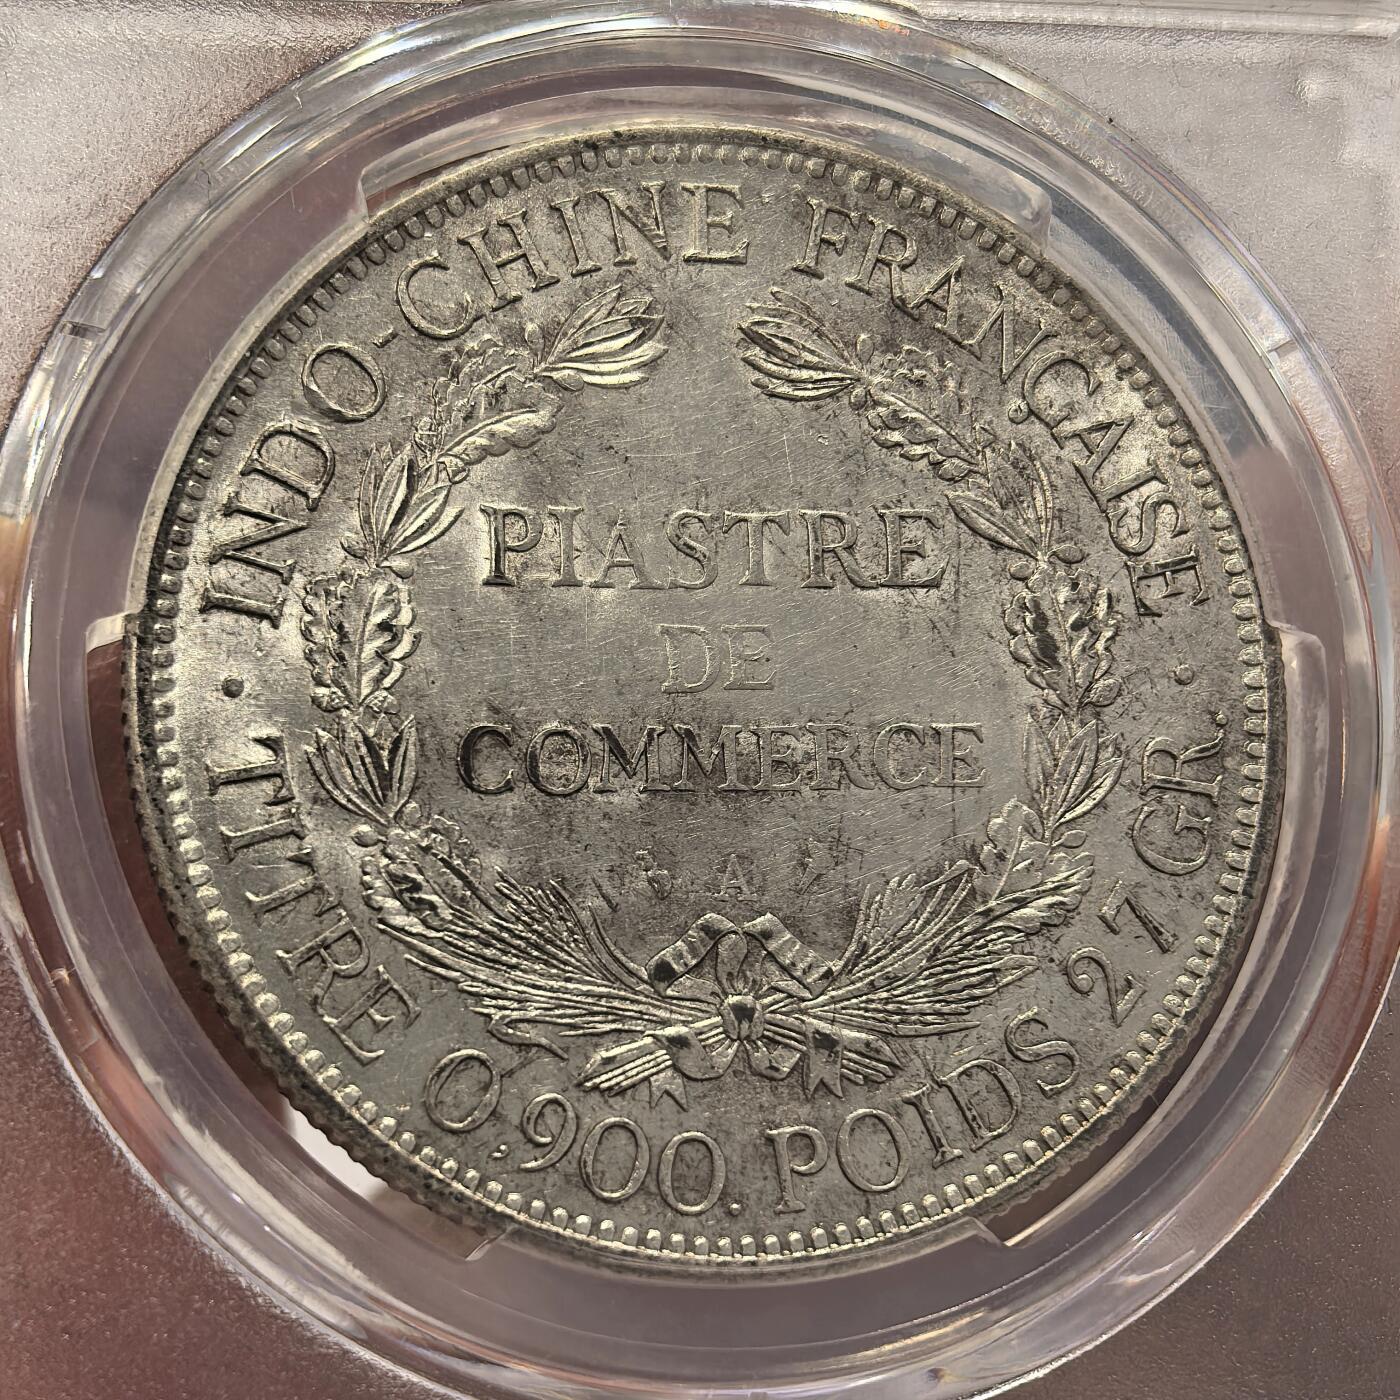 INDO-CHINE FRANÇAISE
PIASTRE
DE
COMMERCE
A
· TITRE 0,900. POIDS 27 GR. ·